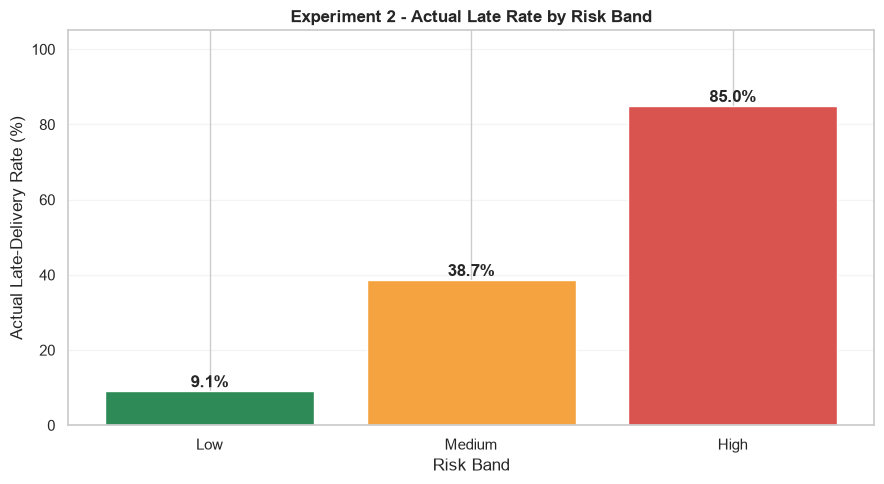 Experiment 2 - Actual Late Rate by Risk Band
Actual Late-Delivery Rate (%)
100
80
60
40
20
0
85.0%
38.7%
9.1%
Low
Medium
High
Risk Band